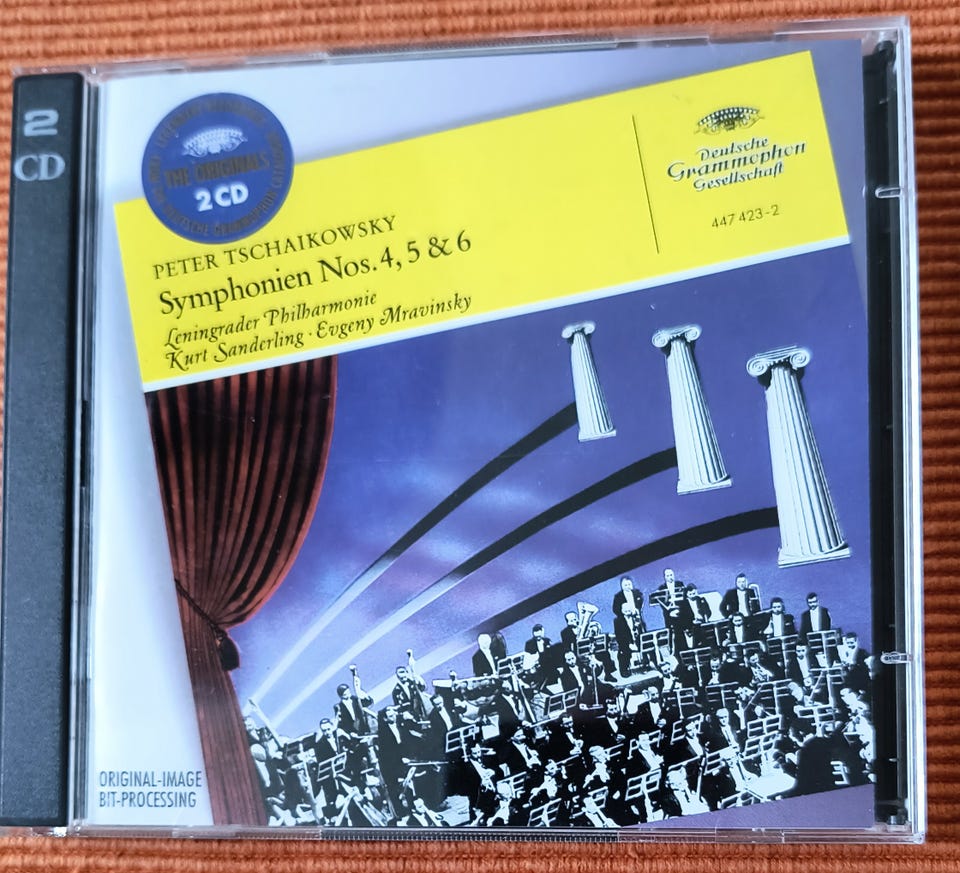 2
CD
THE ORIGINALS
2 CD
Deutsche
Grammophon
Gesellschaft
447 423-2
PETER TSCHAIKOWSKY
Symphonien Nos. 4, 5 & 6
Leningrader Philharmonie
Kurt Sanderling · Evgeny Mravinsky
ORIGINAL-IMAGE
BIT-PROCESSING